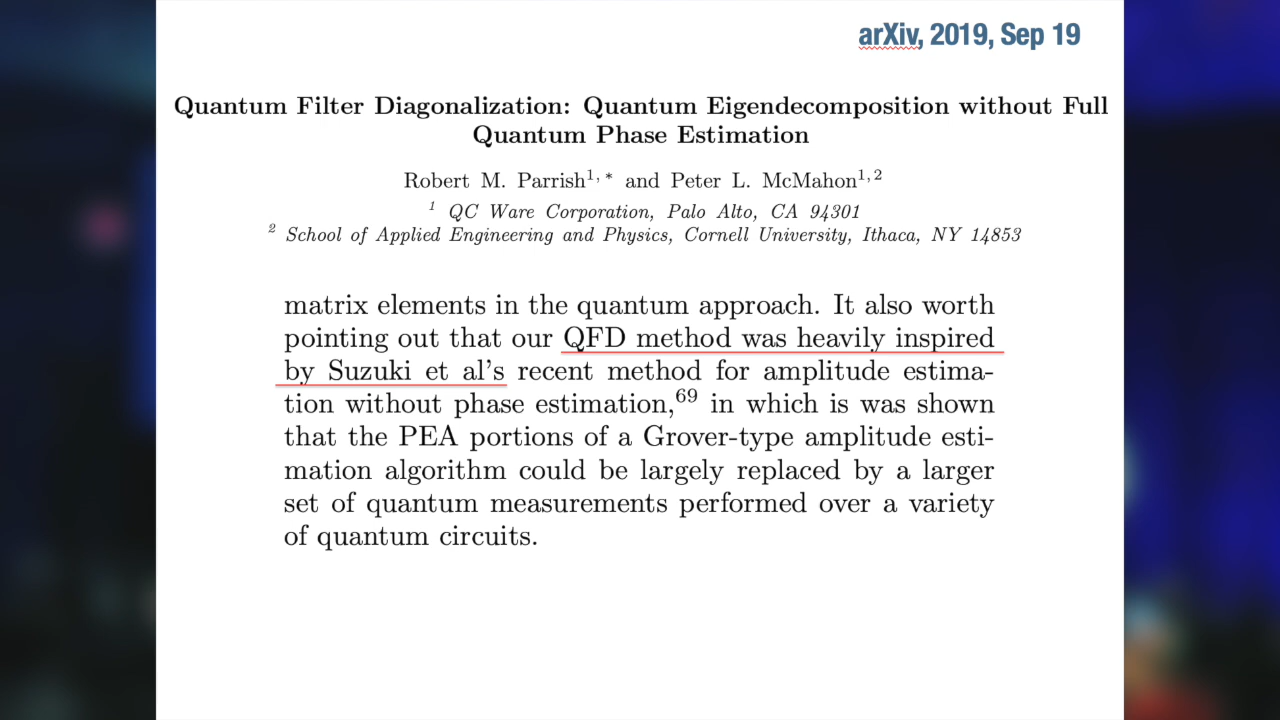 arXiv, 2019, Sep 19
Quantum Filter Diagonalization: Quantum Eigendecomposition without Full
Quantum Phase Estimation
Robert M. Parrish¹,* and Peter L. McMahon¹,²
¹ QC Ware Corporation, Palo Alto, CA 94301
² School of Applied Engineering and Physics, Cornell University, Ithaca, NY 14853
matrix elements in the quantum approach. It also worth
pointing out that our QFD method was heavily inspired
by Suzuki et al’s recent method for amplitude estima-
tion without phase estimation,⁶⁹ in which is was shown
that the PEA portions of a Grover-type amplitude esti-
mation algorithm could be largely replaced by a larger
set of quantum measurements performed over a variety
of quantum circuits.